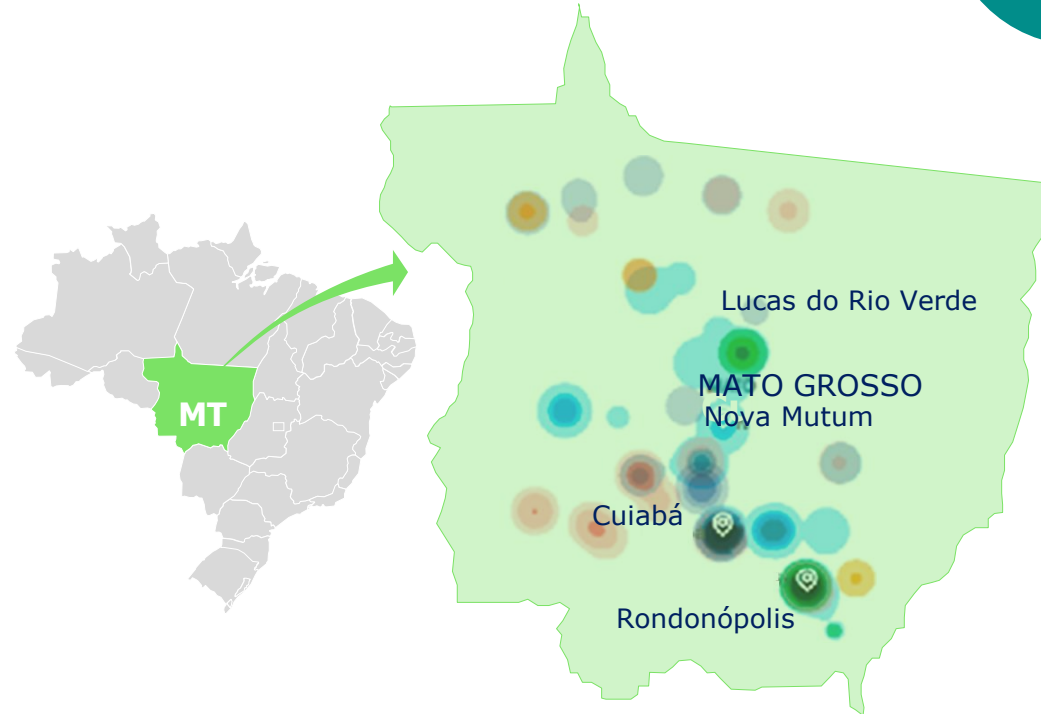 MT
Lucas do Rio Verde
MATO GROSSO
Nova Mutum
Cuiabá
Rondonópolis